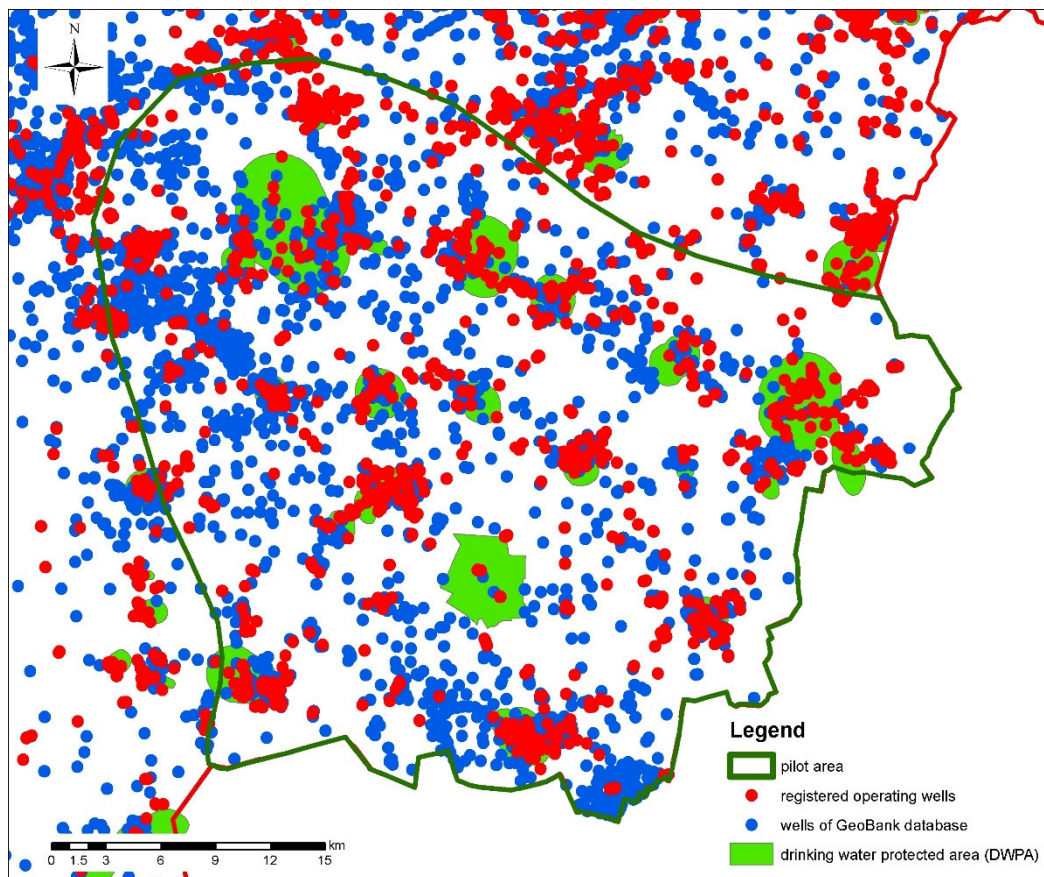 N
Legend
pilot area
registered operating wells
wells of GeoBank database
drinking water protected area (DWPA)
km
0 1.5 3 6 9 12 15